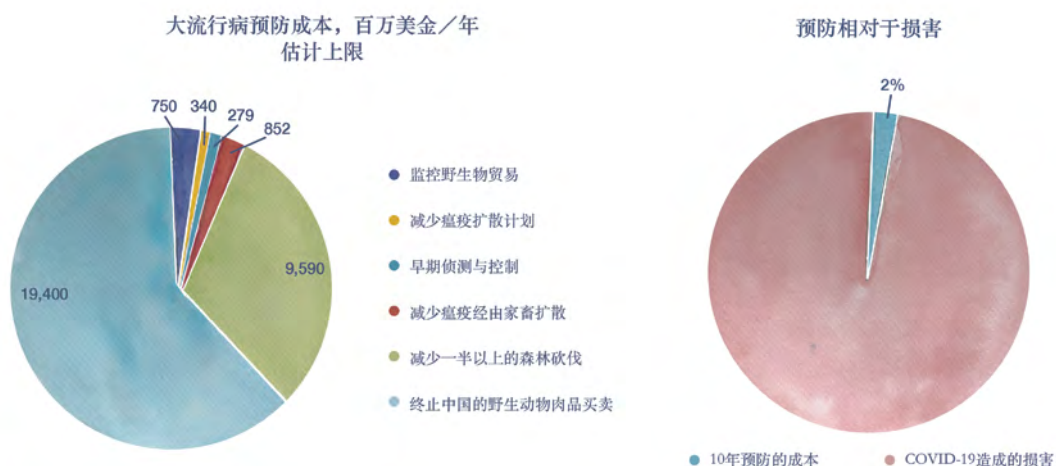 大流行病预防成本，百万美金／年
估计上限
750
340
279
852
9,590
19,400
监控野生物贸易
减少瘟疫扩散计划
早期侦测与控制
减少瘟疫经由家畜扩散
减少一半以上的森林砍伐
终止中国的野生动物肉品买卖
预防相对于损害
2%
10年预防的成本
COVID-19造成的损害